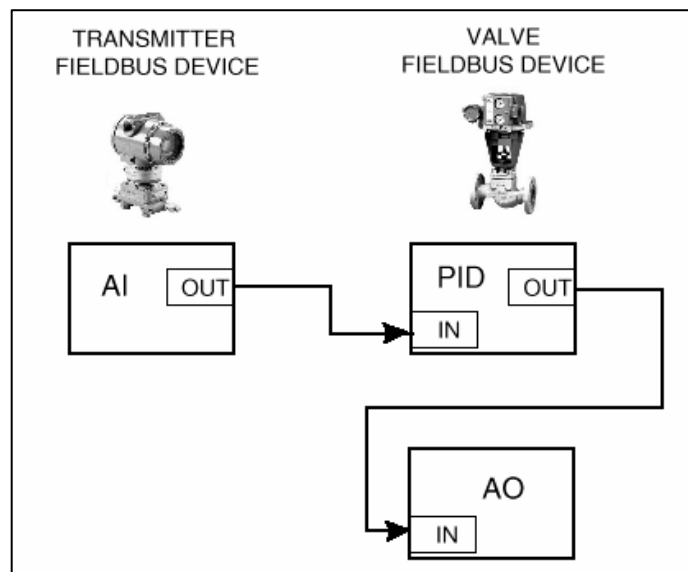 TRANSMITTER
FIELDBUS DEVICE
VALVE
FIELDBUS DEVICE
AI
OUT
PID
OUT
IN
AO
IN